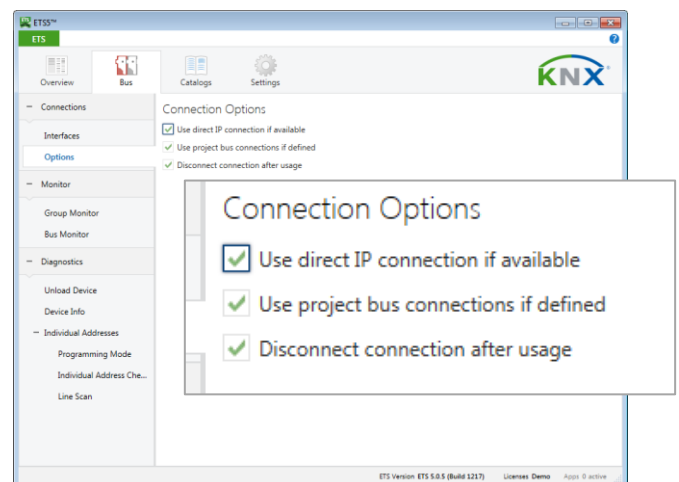 ETS5™
ETS
Overview
Bus
Catalogs
Settings
KNX
Connections
Interfaces
Options
Monitor
Group Monitor
Bus Monitor
Diagnostics
Unload Device
Device Info
Individual Addresses
Programming Mode
Individual Address Che...
Line Scan
Connection Options
Use direct IP connection if available
Use project bus connections if defined
Disconnect connection after usage
Connection Options
Use direct IP connection if available
Use project bus connections if defined
Disconnect connection after usage
ETS Version ETS 5.0.5 (Build 1217) Licenses Demo Apps 0 active